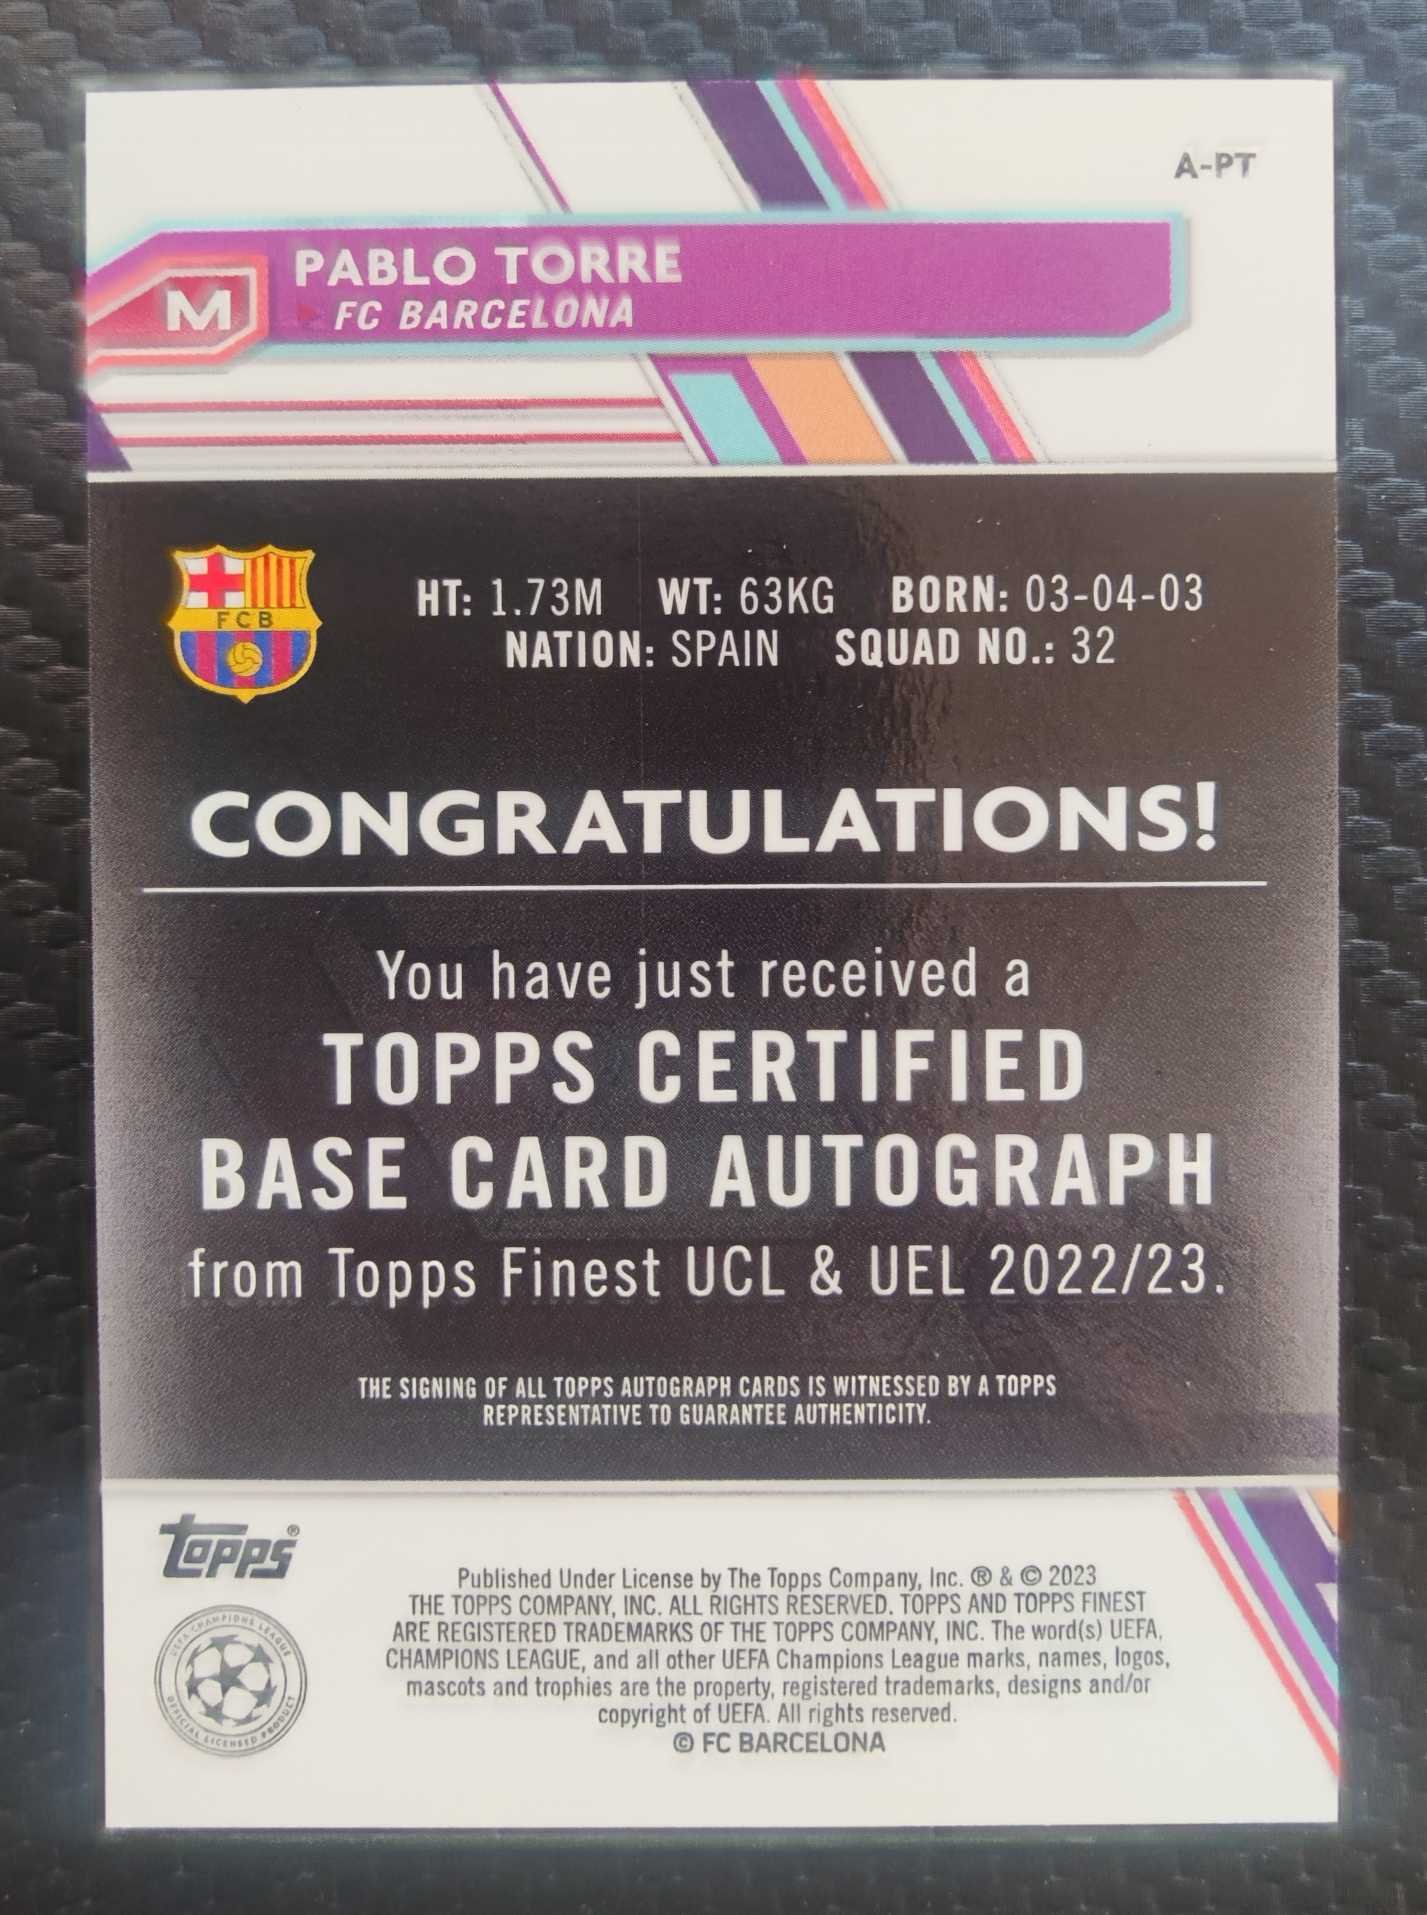 A-PT
M
PABLO TORRE
FC BARCELONA
FCB
HT: 1.73M WT: 63KG BORN: 03-04-03
NATION: SPAIN SQUAD NO.: 32
CONGRATULATIONS!
You have just received a
TOPPS CERTIFIED
BASE CARD AUTOGRAPH
from Topps Finest UCL & UEL 2022/23.
THE SIGNING OF ALL TOPPS AUTOGRAPH CARDS IS WITNESSED BY A TOPPS
REPRESENTATIVE TO GUARANTEE AUTHENTICITY.
topps®
UEFA CHAMPIONS LEAGUE
OFFICIAL LICENSED PRODUCT
Published Under License by The Topps Company, Inc. ® & © 2023
THE TOPPS COMPANY, INC. ALL RIGHTS RESERVED. TOPPS AND TOPPS FINEST
ARE REGISTERED TRADEMARKS OF THE TOPPS COMPANY, INC. The word(s) UEFA,
CHAMPIONS LEAGUE, and all other UEFA Champions League marks, names, logos,
mascots and trophies are the property, registered trademarks, designs and/or
copyright of UEFA. All rights reserved.
© FC BARCELONA